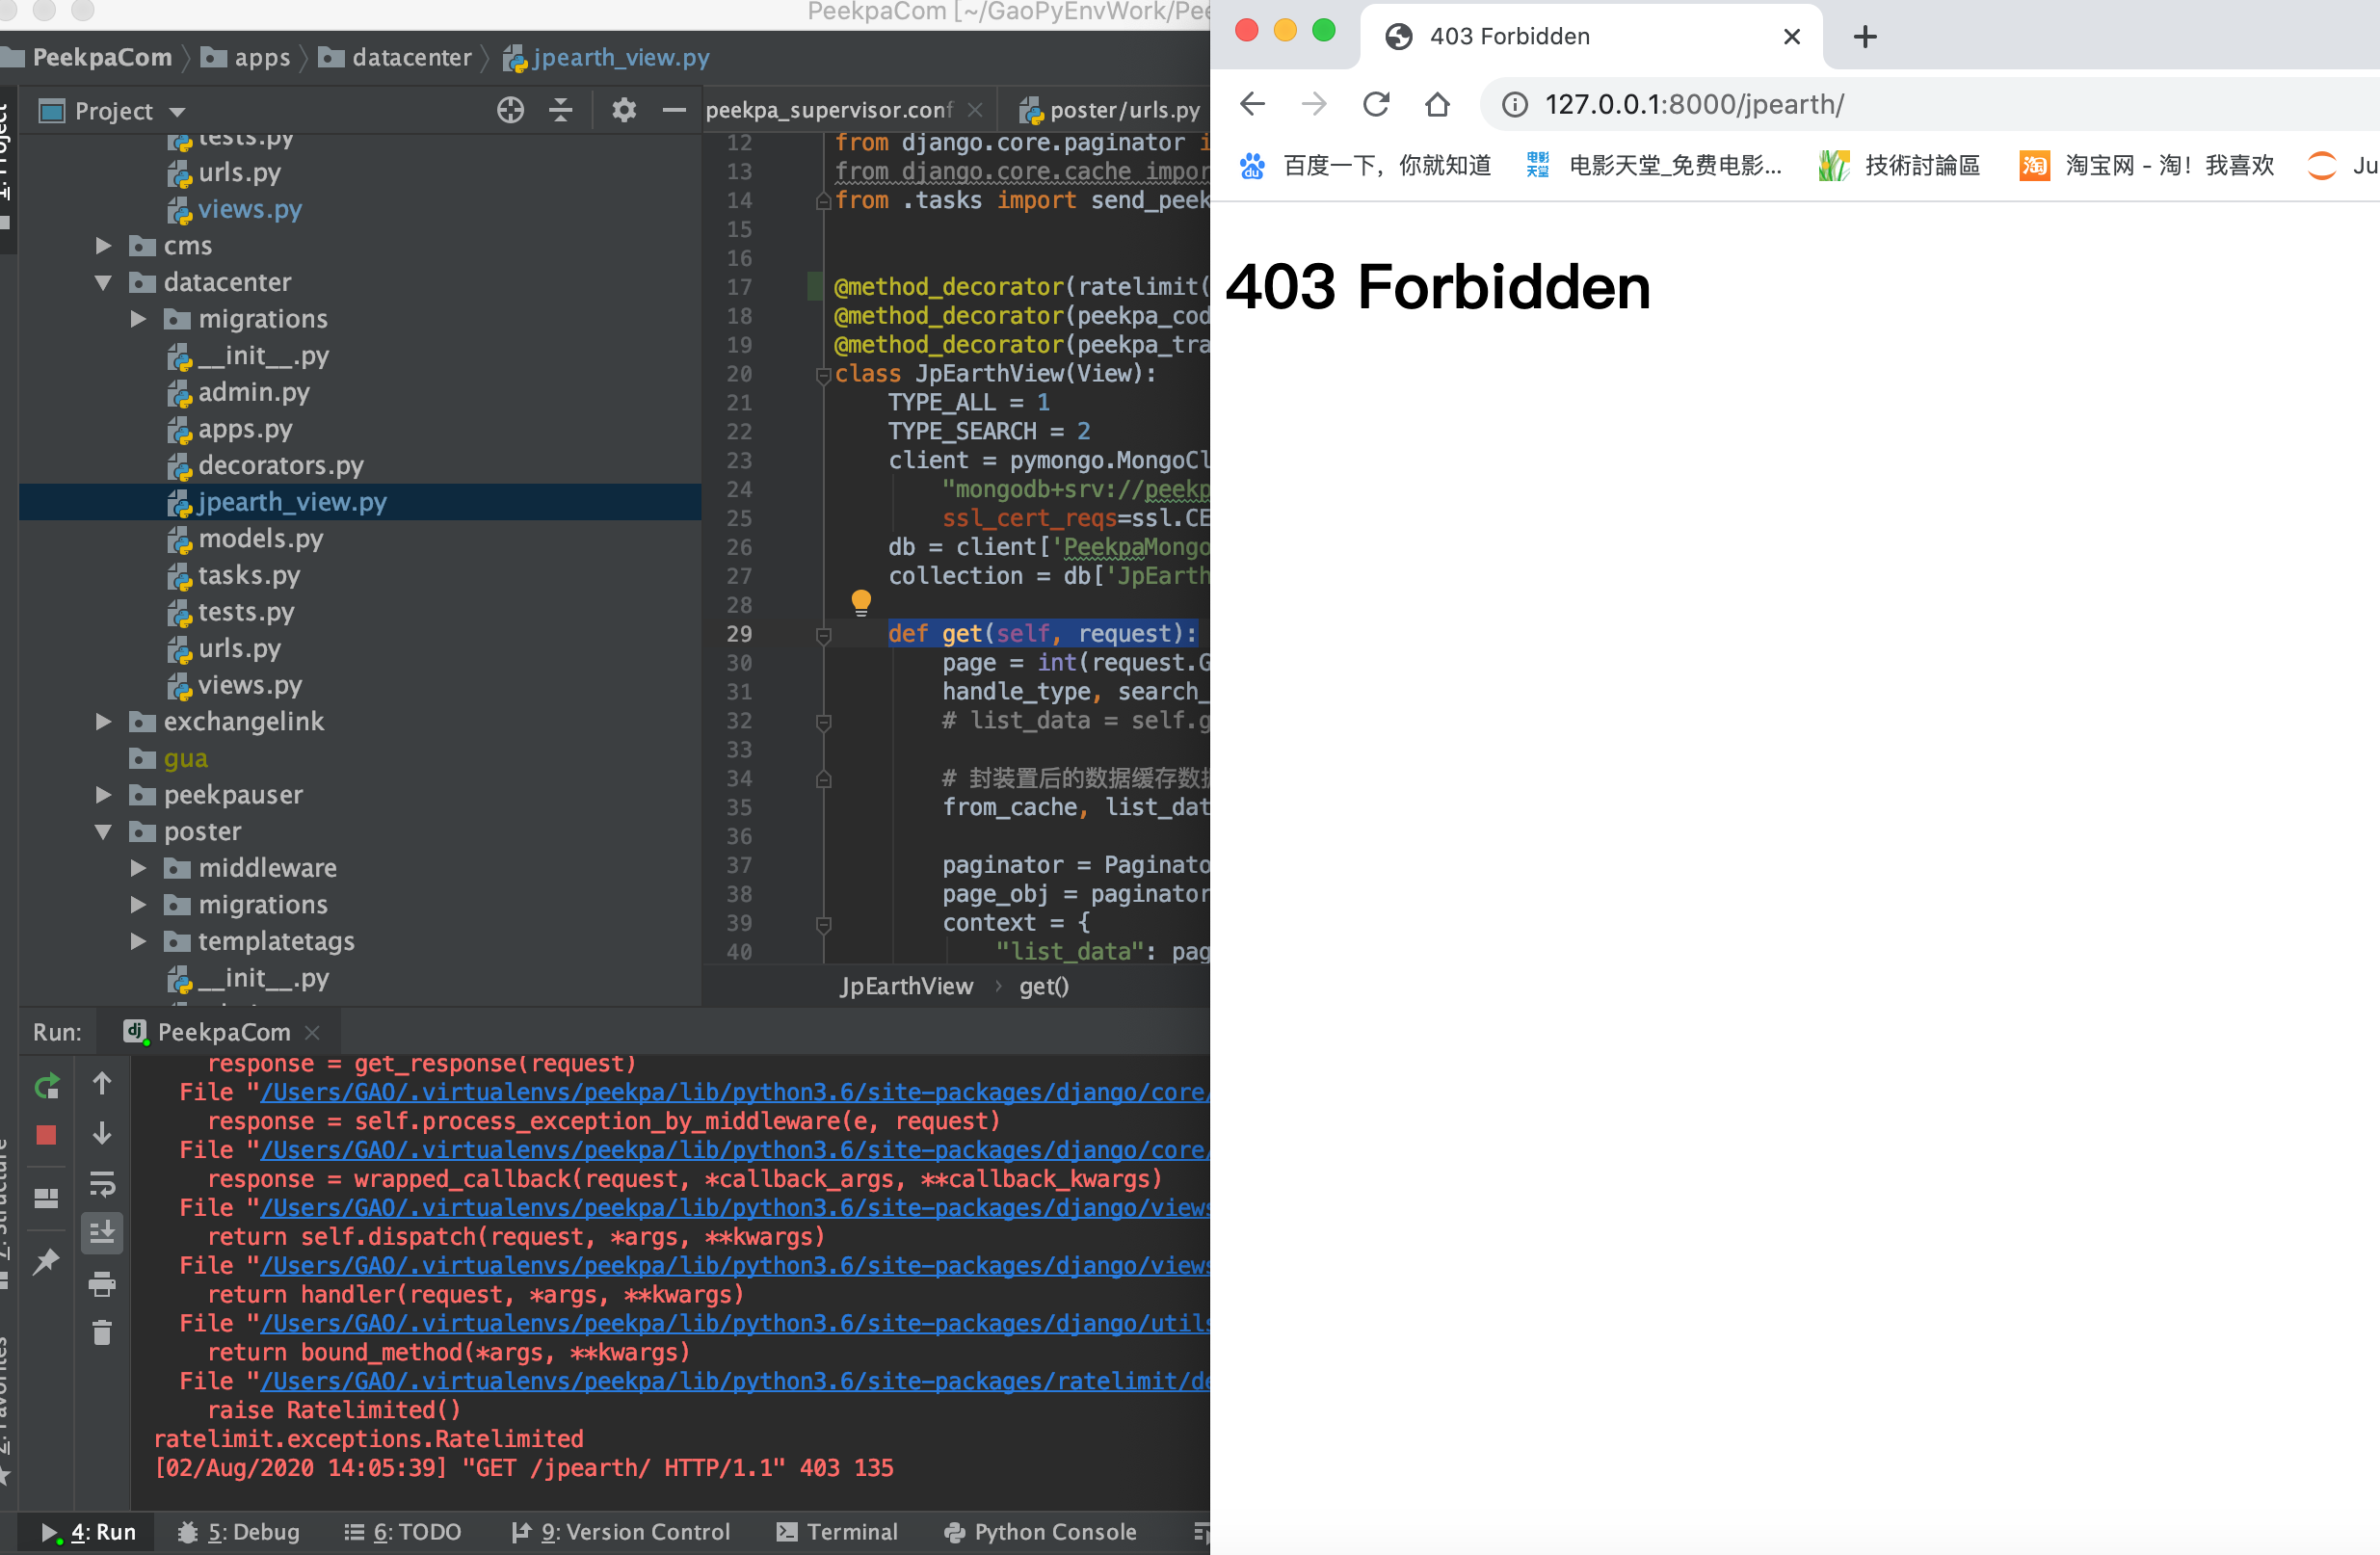 PeekpaCom [~/GaoPyEnvWork/Pee
PeekpaCom
apps
datacenter
jpearth_view.py
1: Project
Project
tests.py
urls.py
views.py
cms
datacenter
migrations
__init__.py
admin.py
apps.py
decorators.py
jpearth_view.py
models.py
tasks.py
tests.py
urls.py
views.py
exchangelink
gua
peekpauser
poster
middleware
migrations
templatetags
__init__.py
peekpa_supervisor.conf
poster/urls.py
12 from django.core.paginator i
13 from django.core.cache impor
14 from .tasks import send_peek
15
16
17 @method_decorator(ratelimit(
18 @method_decorator(peekpa_cod
19 @method_decorator(peekpa_tra
20 class JpEarthView(View):
21 TYPE_ALL = 1
22 TYPE_SEARCH = 2
23 client = pymongo.MongoCl
24 "mongodb+srv://peekp
25 ssl_cert_reqs=ssl.CE
26 db = client['PeekpaMongo
27 collection = db['JpEarth
28
29 def get(self, request):
30 page = int(request.G
31 handle_type, search_
32 # list_data = self.g
33
34 # 封装置后的数据缓存数据
35 from_cache, list_dat
36
37 paginator = Paginato
38 page_obj = paginator
39 context = {
40 "list_data": pag
JpEarthView › get()
Run:
PeekpaCom
response = get_response(request)
File "/Users/GAO/.virtualenvs/peekpa/lib/python3.6/site-packages/django/core/
response = self.process_exception_by_middleware(e, request)
File "/Users/GAO/.virtualenvs/peekpa/lib/python3.6/site-packages/django/core/
response = wrapped_callback(request, *callback_args, **callback_kwargs)
File "/Users/GAO/.virtualenvs/peekpa/lib/python3.6/site-packages/django/views
return self.dispatch(request, *args, **kwargs)
File "/Users/GAO/.virtualenvs/peekpa/lib/python3.6/site-packages/django/views
return handler(request, *args, **kwargs)
File "/Users/GAO/.virtualenvs/peekpa/lib/python3.6/site-packages/django/utils
return bound_method(*args, **kwargs)
File "/Users/GAO/.virtualenvs/peekpa/lib/python3.6/site-packages/ratelimit/de
raise Ratelimited()
ratelimit.exceptions.Ratelimited
[02/Aug/2020 14:05:39] "GET /jpearth/ HTTP/1.1" 403 135
7: Structure
2: Favorites
4: Run
5: Debug
6: TODO
9: Version Control
Terminal
Python Console
403 Forbidden
127.0.0.1:8000/jpearth/
百度一下，你就知道
电影天堂
电影天堂_免费电影...
技術討論區
淘
淘宝网 - 淘！我喜欢
Ju
403 Forbidden